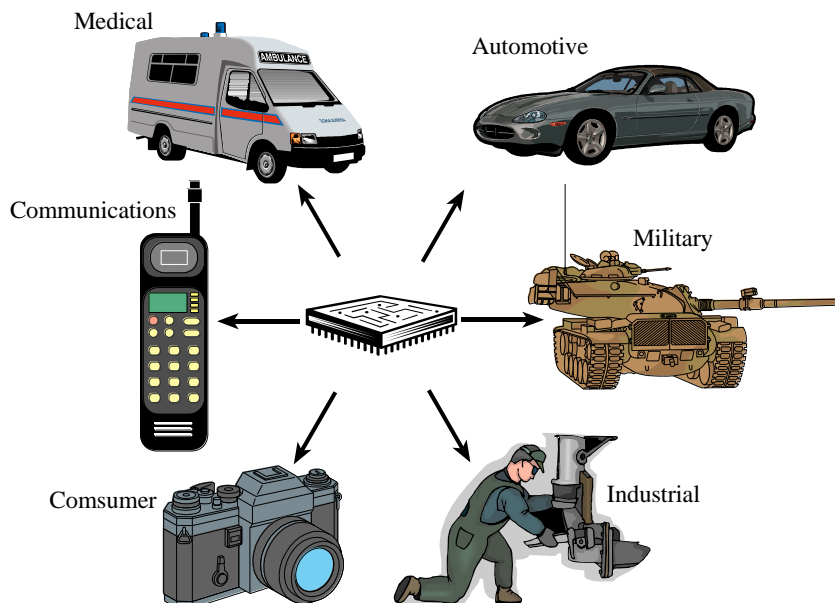 Medical
Automotive
AMBULANCE
Communications
Military
Comsumer
Industrial